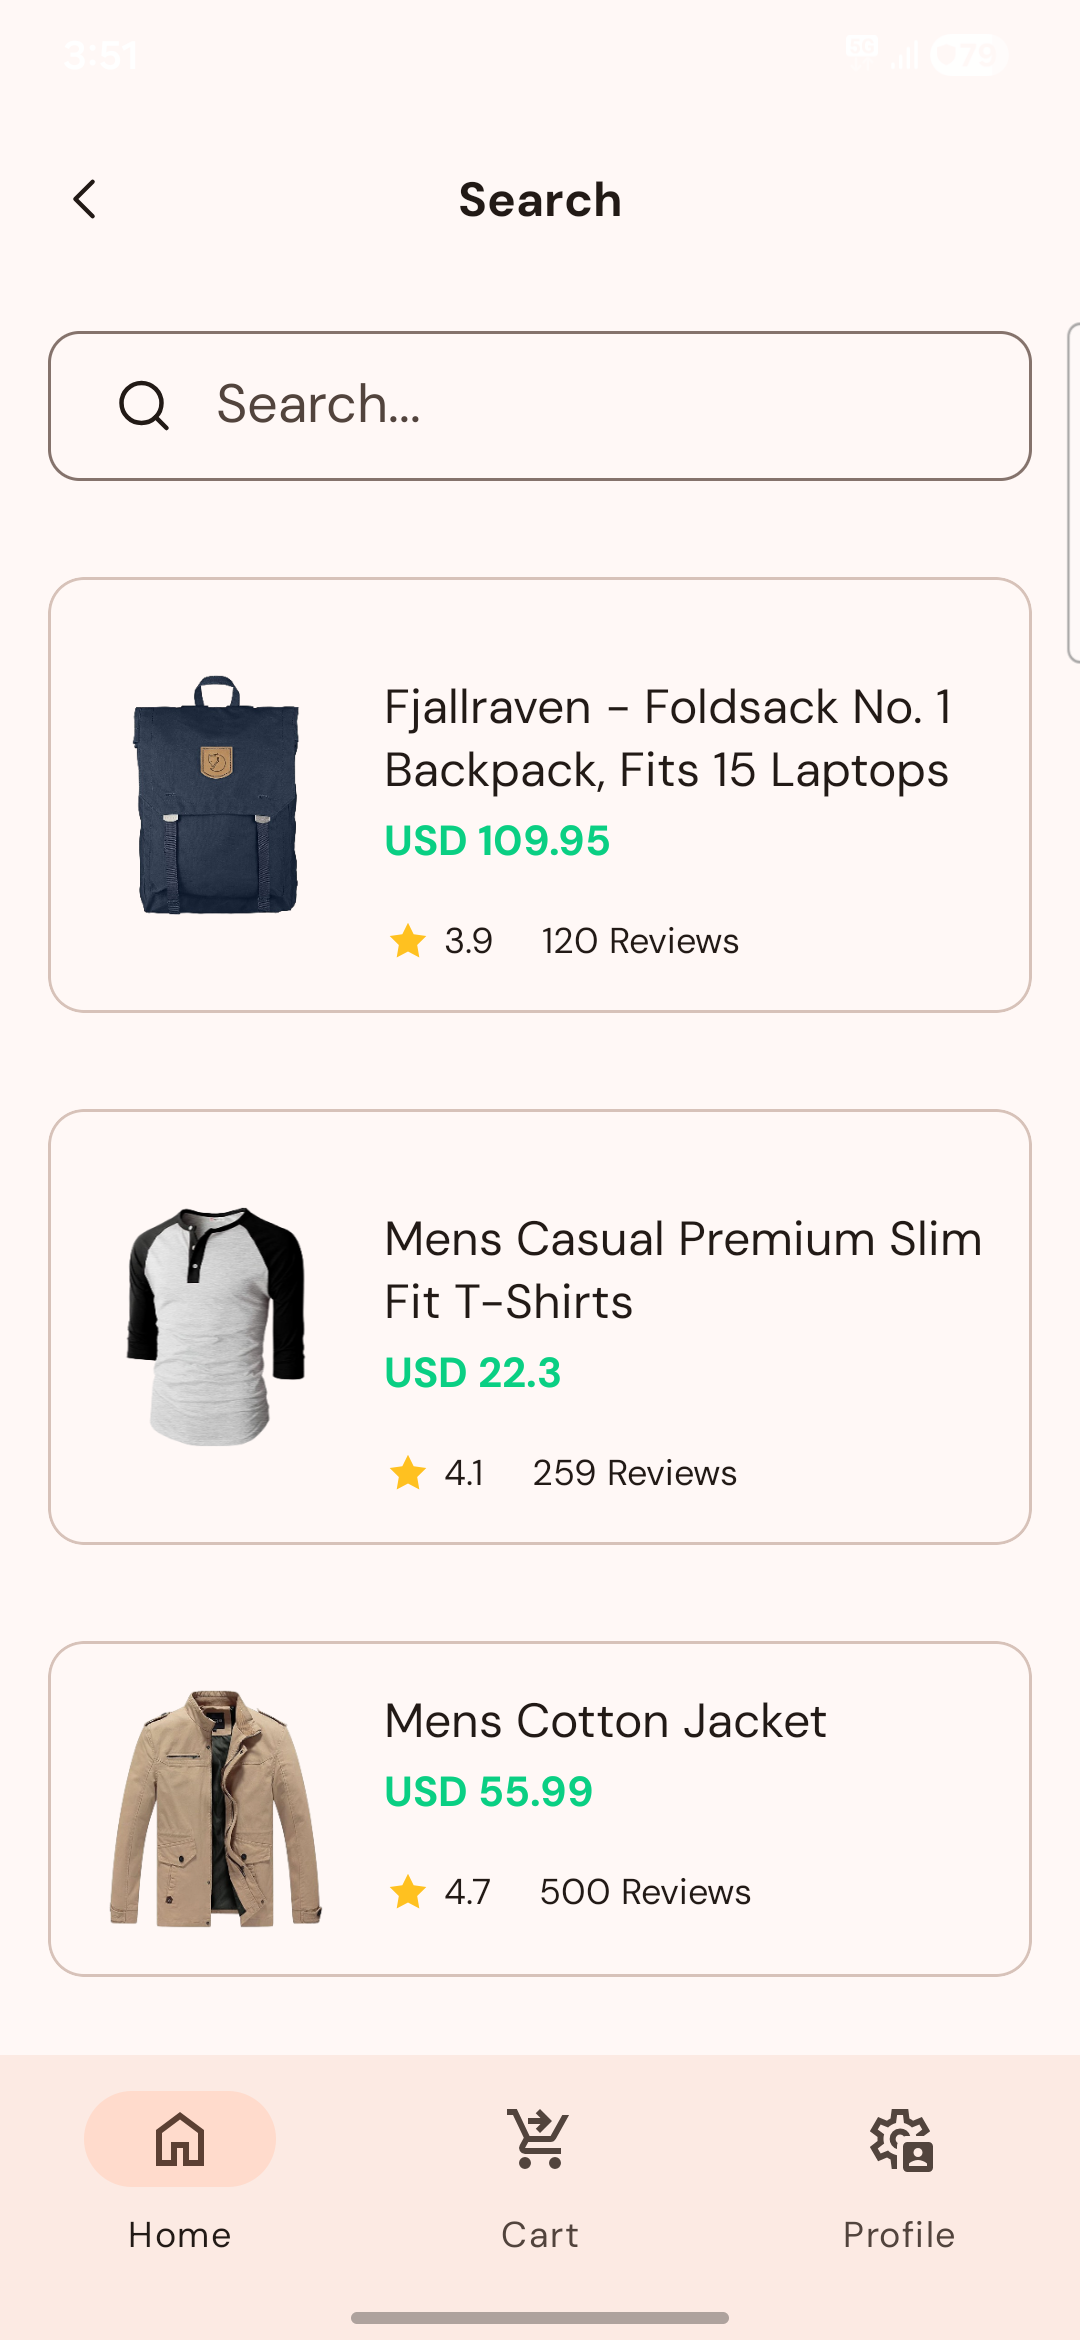 3:51
5G
79
Search
Search...
Fjallraven - Foldsack No. 1
Backpack, Fits 15 Laptops
USD 109.95
3.9 120 Reviews
Mens Casual Premium Slim
Fit T-Shirts
USD 22.3
4.1 259 Reviews
Mens Cotton Jacket
USD 55.99
4.7 500 Reviews
Home Cart Profile